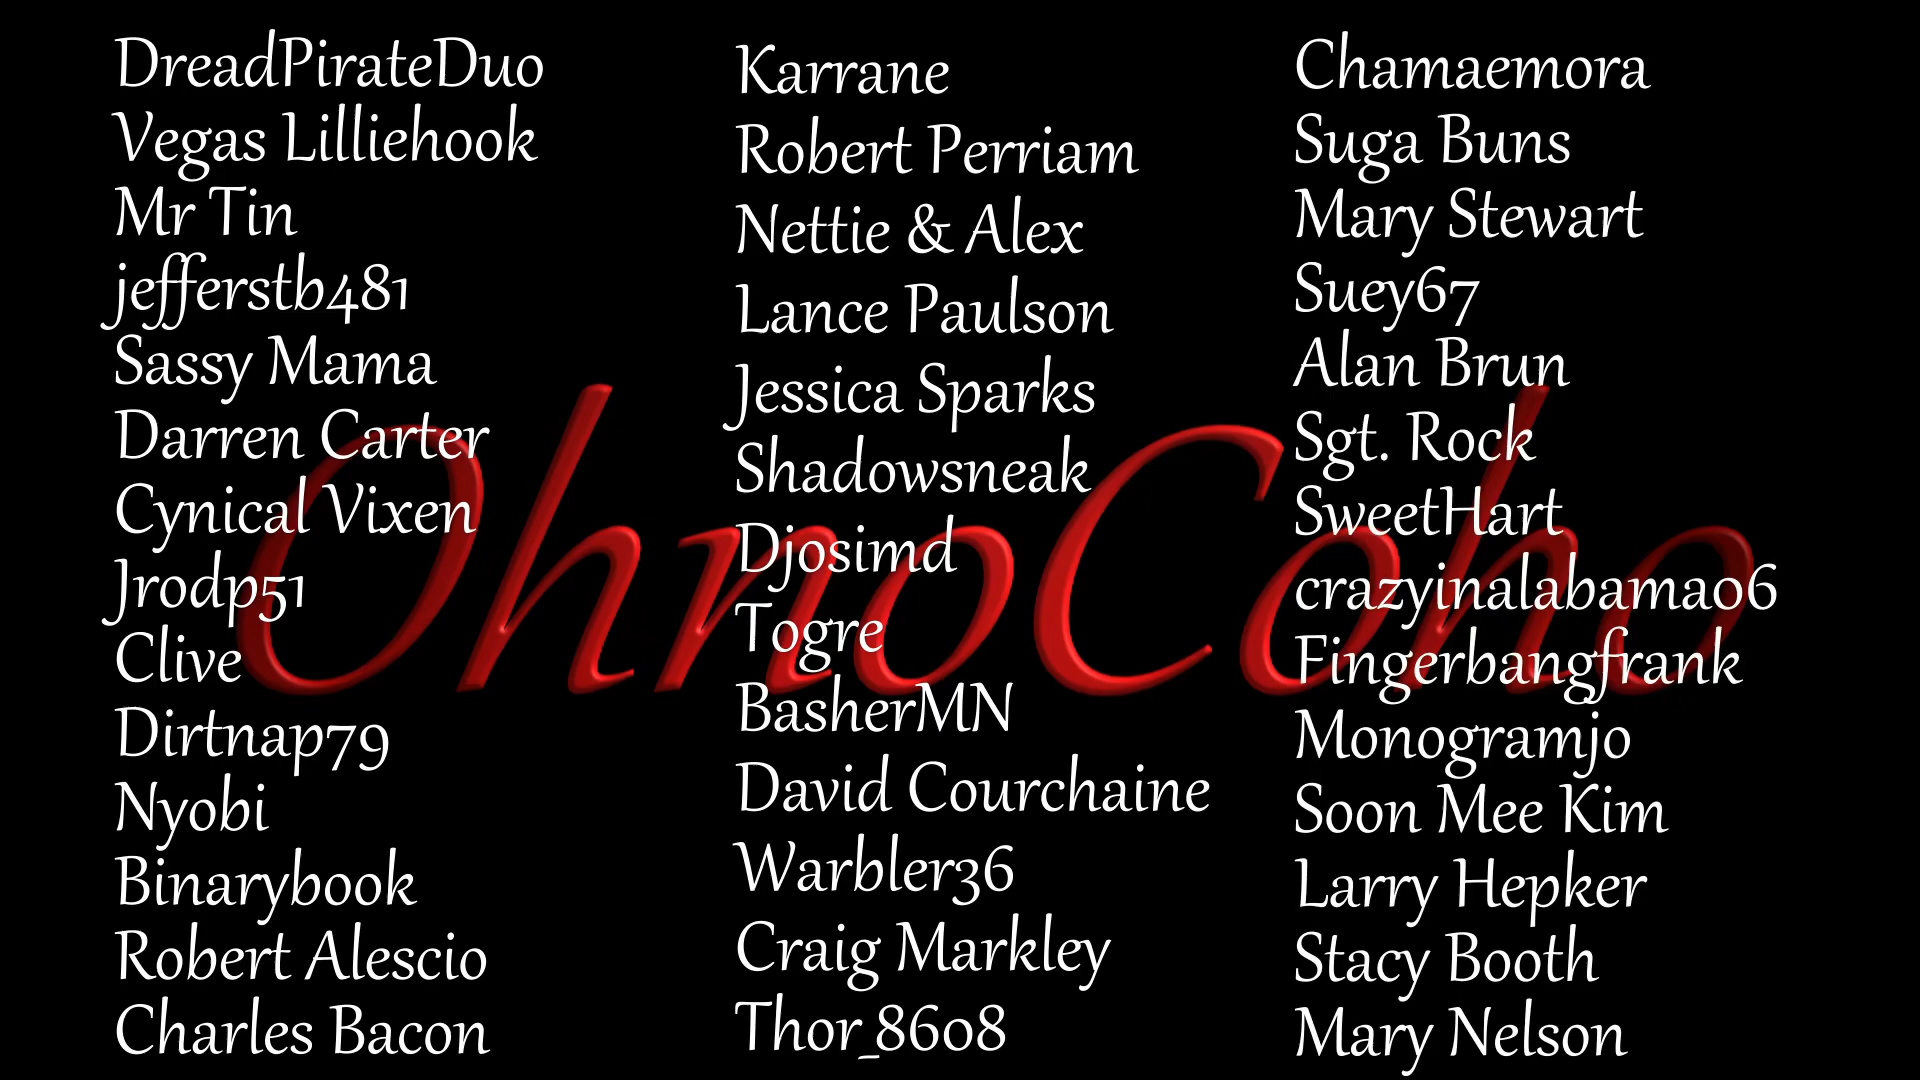 DreadPirateDuo
Vegas Lilliehook
Mr Tin
jefferstb481
Sassy Mama
Darren Carter
Cynical Vixen
Jrodp51
Clive
Dirtnap79
Nyobi
Binarybook
Robert Alescio
Charles Bacon
Karrane
Robert Perriam
Nettie & Alex
Lance Paulson
Jessica Sparks
Shadowsneak
Djosimd
Togre
BasherMN
David Courchaine
Warbler36
Craig Markley
Thor_8608
Chamaemora
Suga Buns
Mary Stewart
Suey67
Alan Brun
Sgt. Rock
SweetHart
crazyinalabama06
Fingerbangfrank
Monogramjo
Soon Mee Kim
Larry Hepker
Stacy Booth
Mary Nelson
OhnoCoho